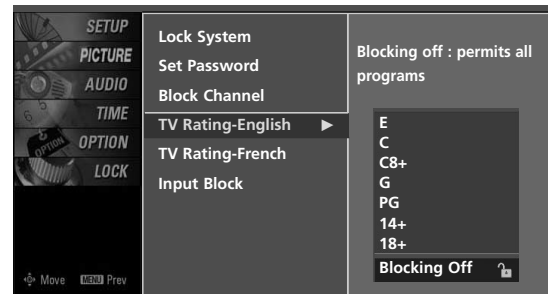 SETUP
PICTURE
AUDIO
TIME
OPTION
LOCK
Move MENU Prev
Lock System
Set Password
Block Channel
TV Rating-English ►
TV Rating-French
Input Block
Blocking off : permits all
programs
E
C
C8+
G
PG
14+
18+
Blocking Off